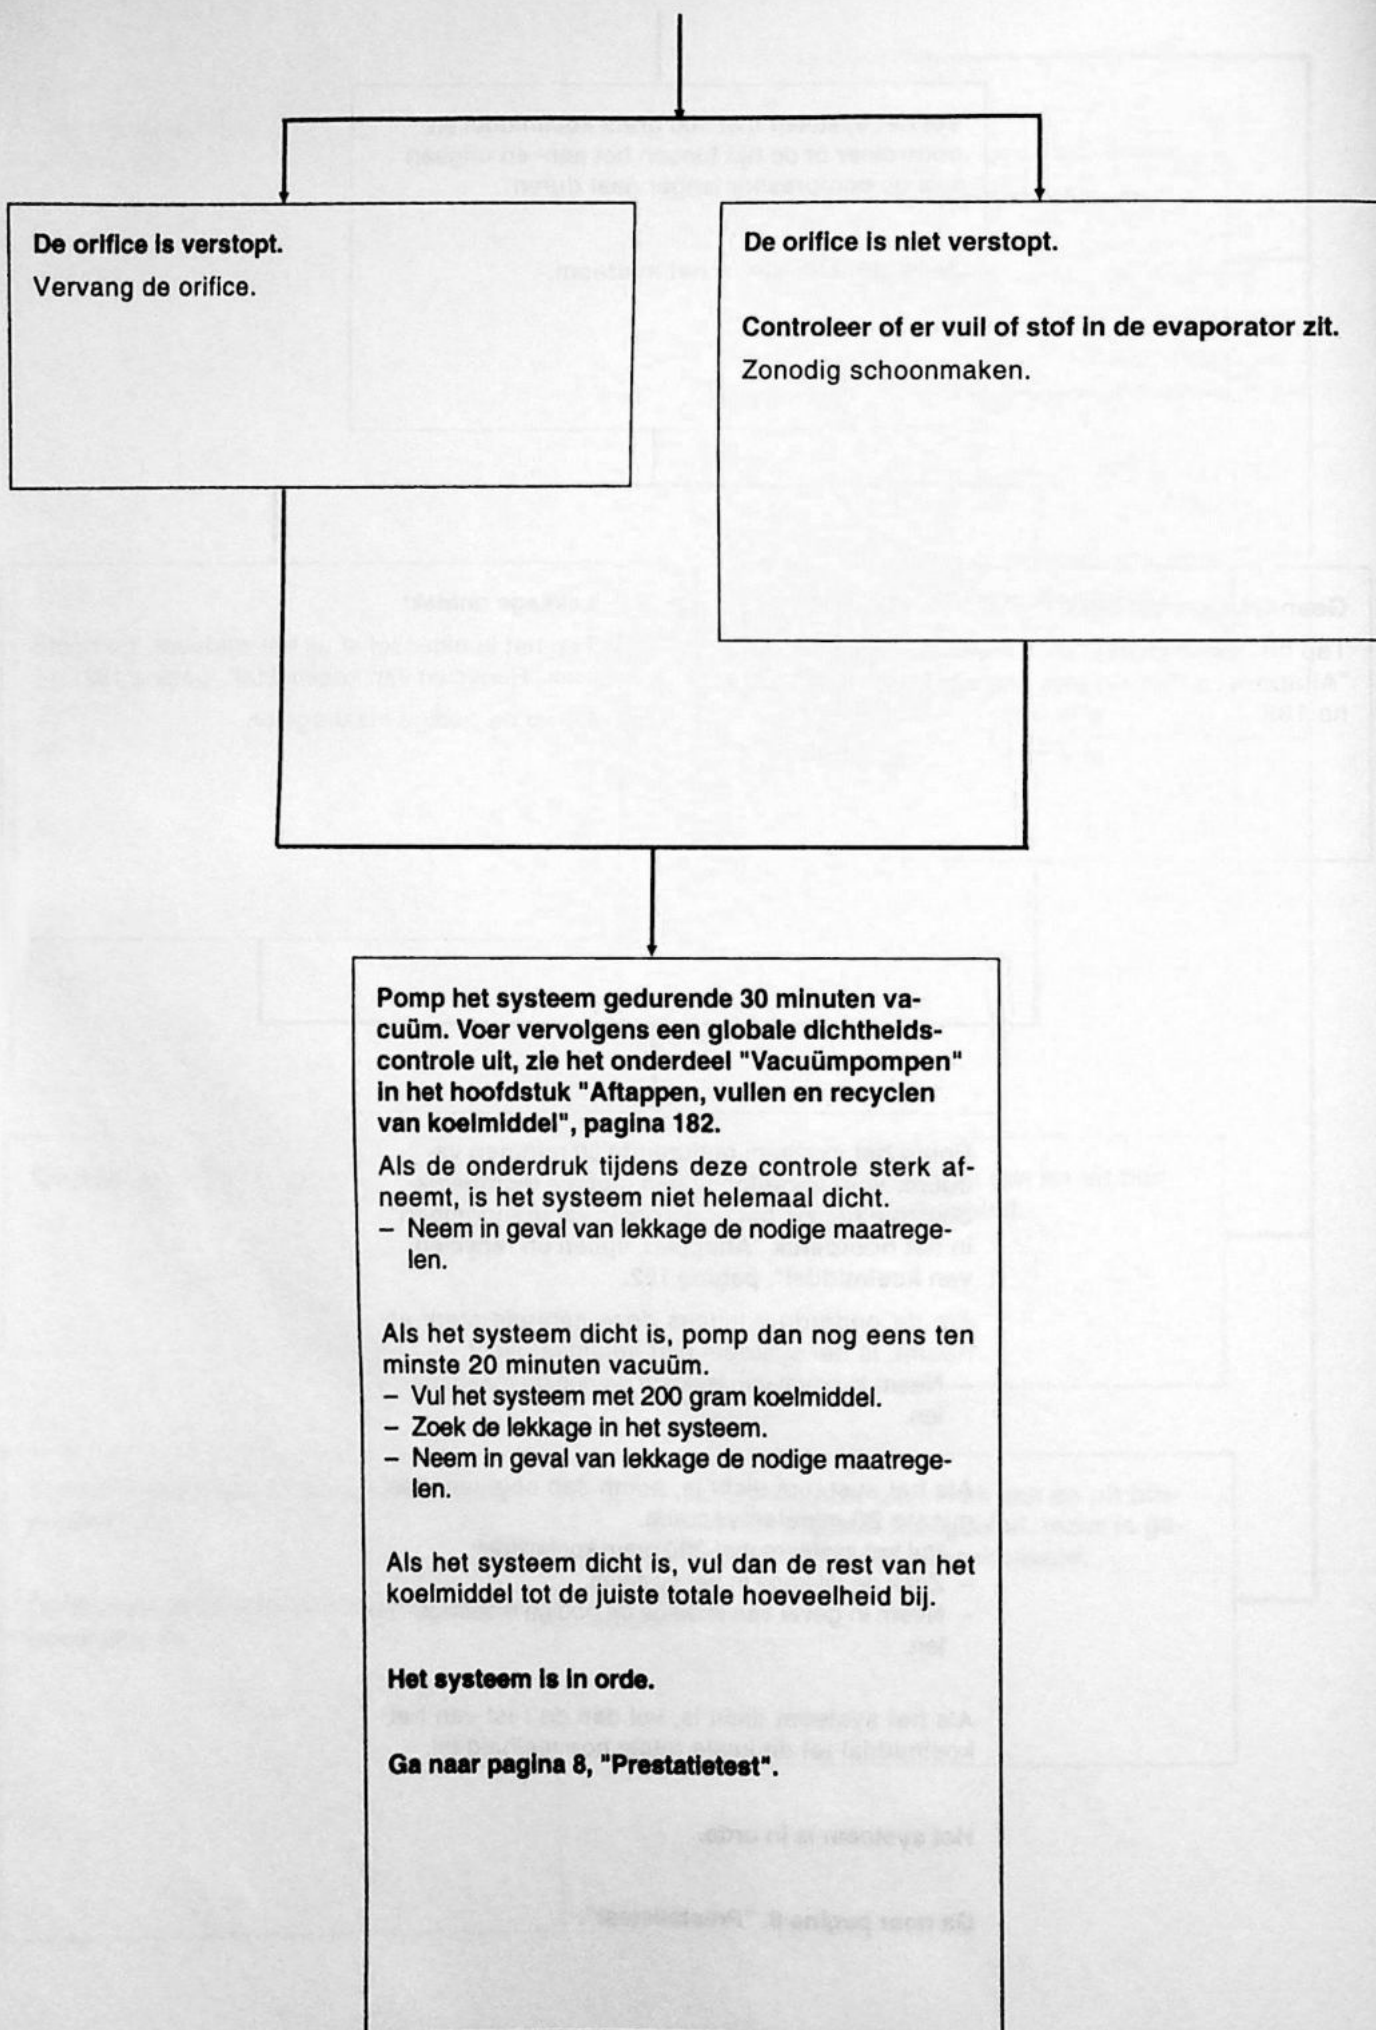 De orifice is verstopt.
Vervang de orifice.
De orifice is niet verstopt.
Controleer of er vuil of stof in de evaporator zit.
Zonodig schoonmaken.
Pomp het systeem gedurende 30 minuten va-
cuüm. Voer vervolgens een globale dichtheids-
controle uit, zie het onderdeel "Vacuümpompen"
in het hoofdstuk "Aftappen, vullen en recyclen
van koelmiddel", pagina 182.
Als de onderdruk tijdens deze controle sterk af-
neemt, is het systeem niet helemaal dicht.
– Neem in geval van lekkage de nodige maatrege-
len.
Als het systeem dicht is, pomp dan nog eens ten
minste 20 minuten vacuüm.
– Vul het systeem met 200 gram koelmiddel.
– Zoek de lekkage in het systeem.
– Neem in geval van lekkage de nodige maatrege-
len.
Als het systeem dicht is, vul dan de rest van het
koelmiddel tot de juiste totale hoeveelheid bij.
Het systeem is in orde.
Ga naar pagina 8, "Prestatietest".